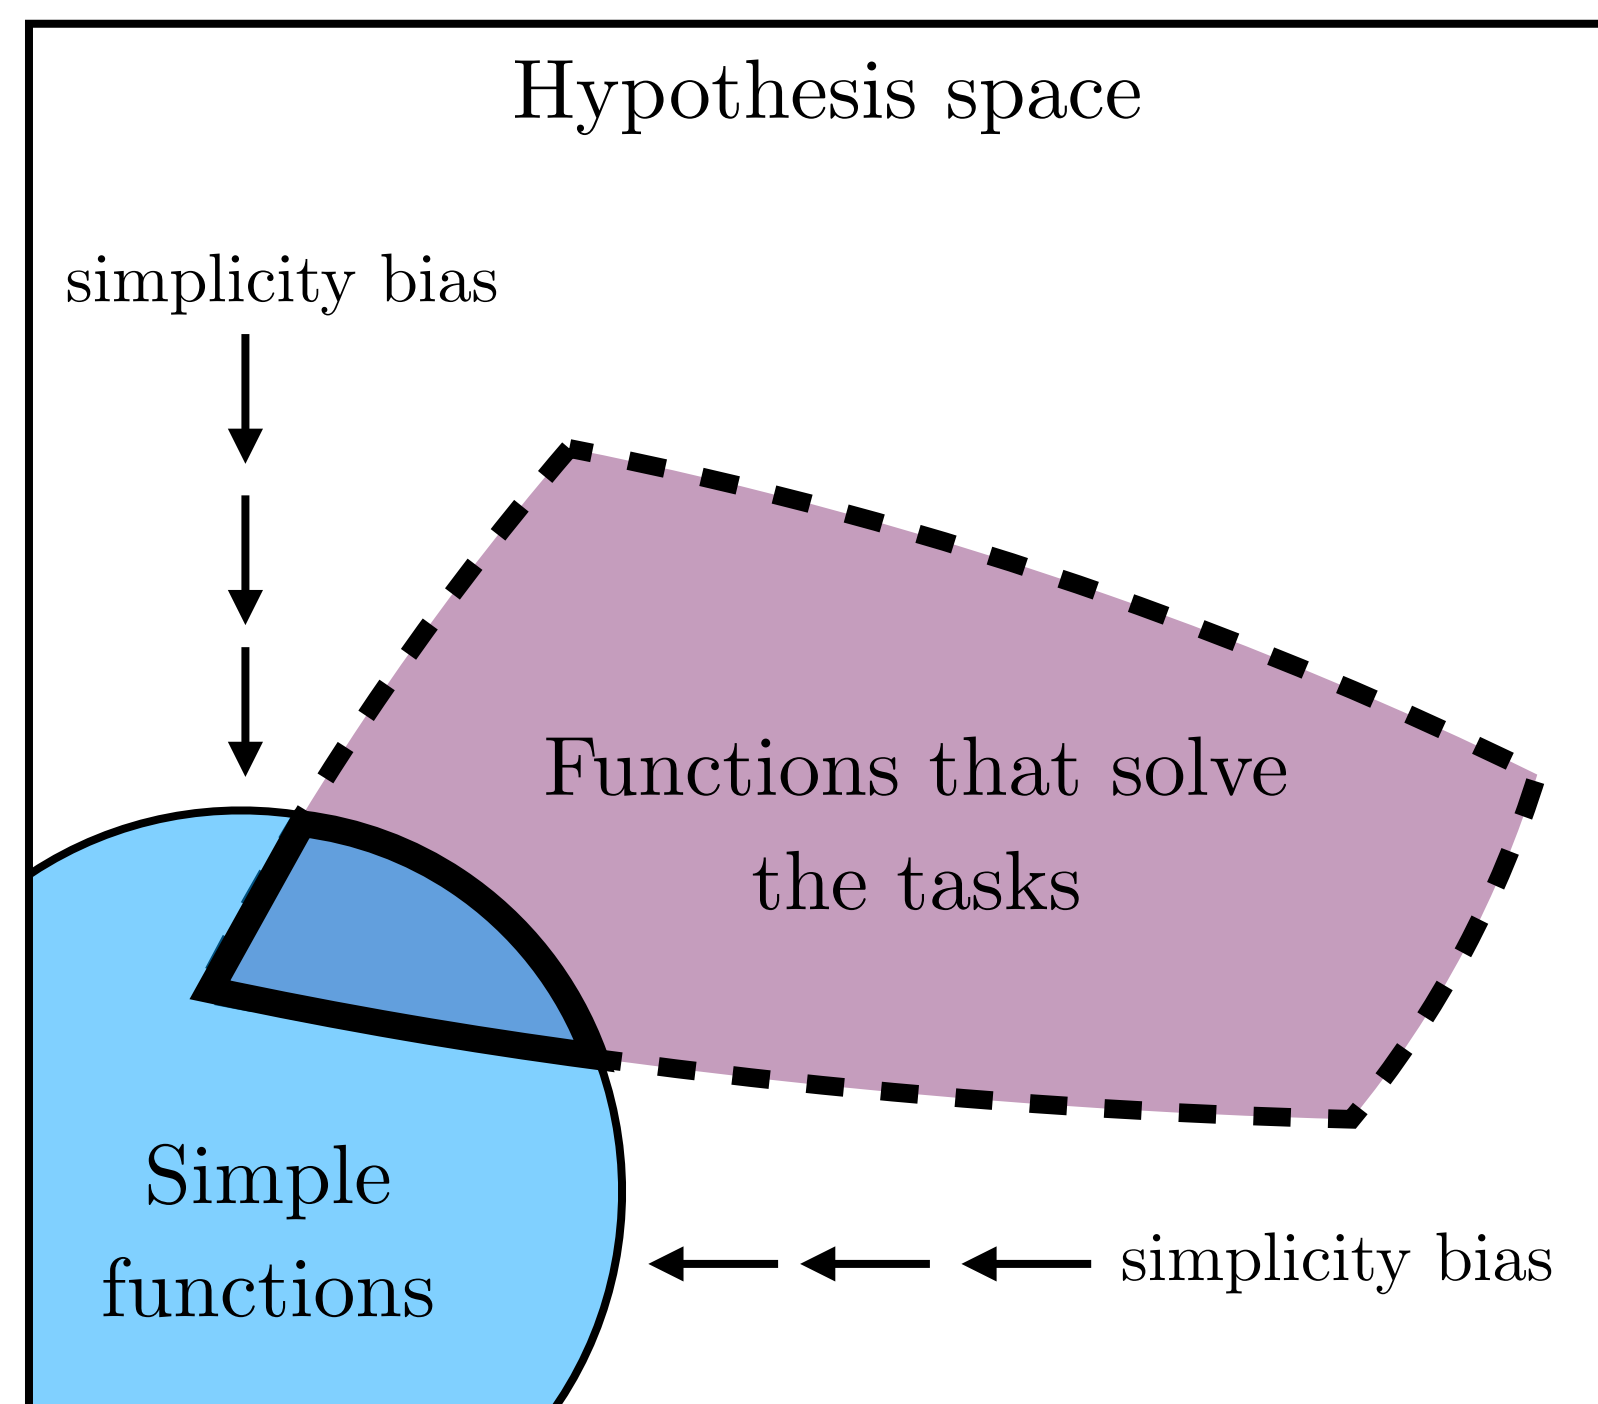 Hypothesis space
simplicity bias
Functions that solve
the tasks
Simple
functions
simplicity bias